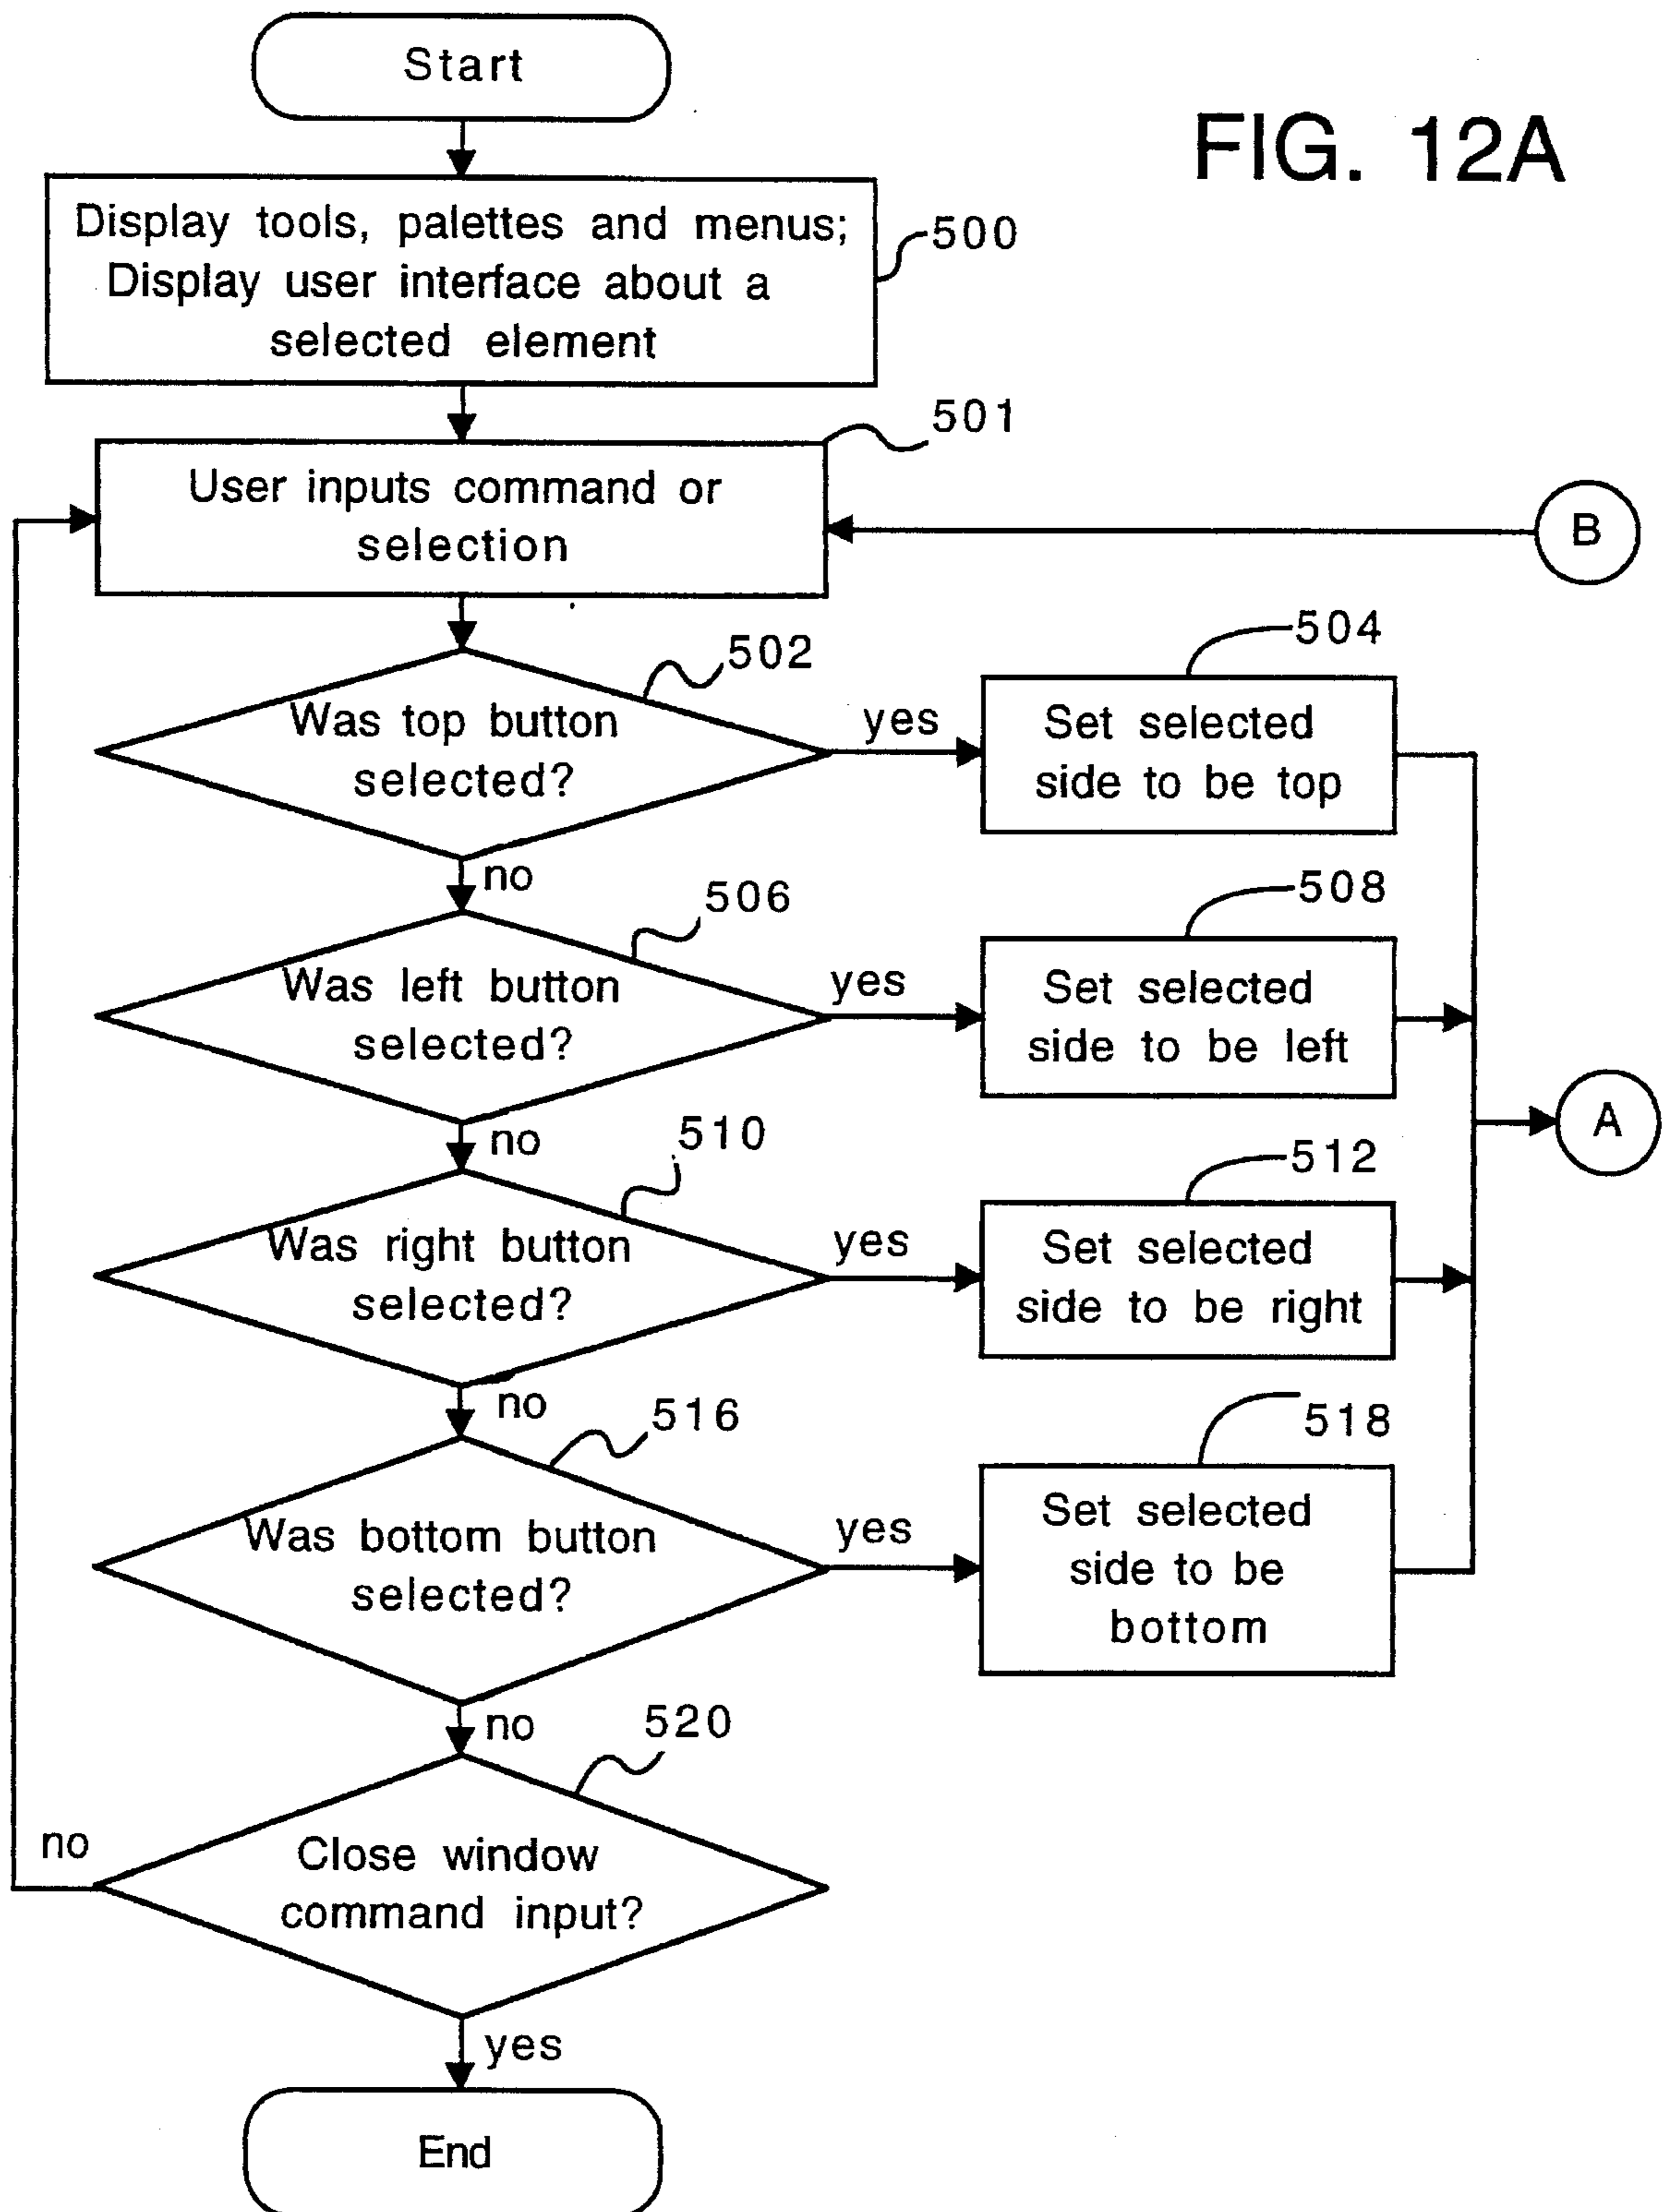 Start
FIG. 12A
Display tools, palettes and menus;
Display user interface about a
selected element
500
501
User inputs command or
selection
B
502
Was top button
selected?
yes
504
Set selected
side to be top
no
506
Was left button
selected?
yes
508
Set selected
side to be left
A
no
510
Was right button
selected?
yes
512
Set selected
side to be right
no
516
Was bottom button
selected?
yes
518
Set selected
side to be
bottom
no
520
Close window
command input?
no
yes
End